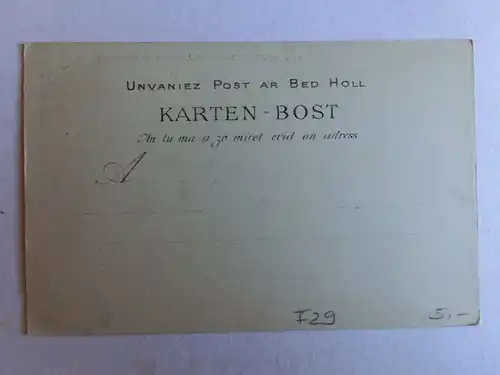 UNVANIEZ POST AR BED HOLL
KARTEN-BOST
An tu ma a zo miret evid an adress
A
F29 5,-